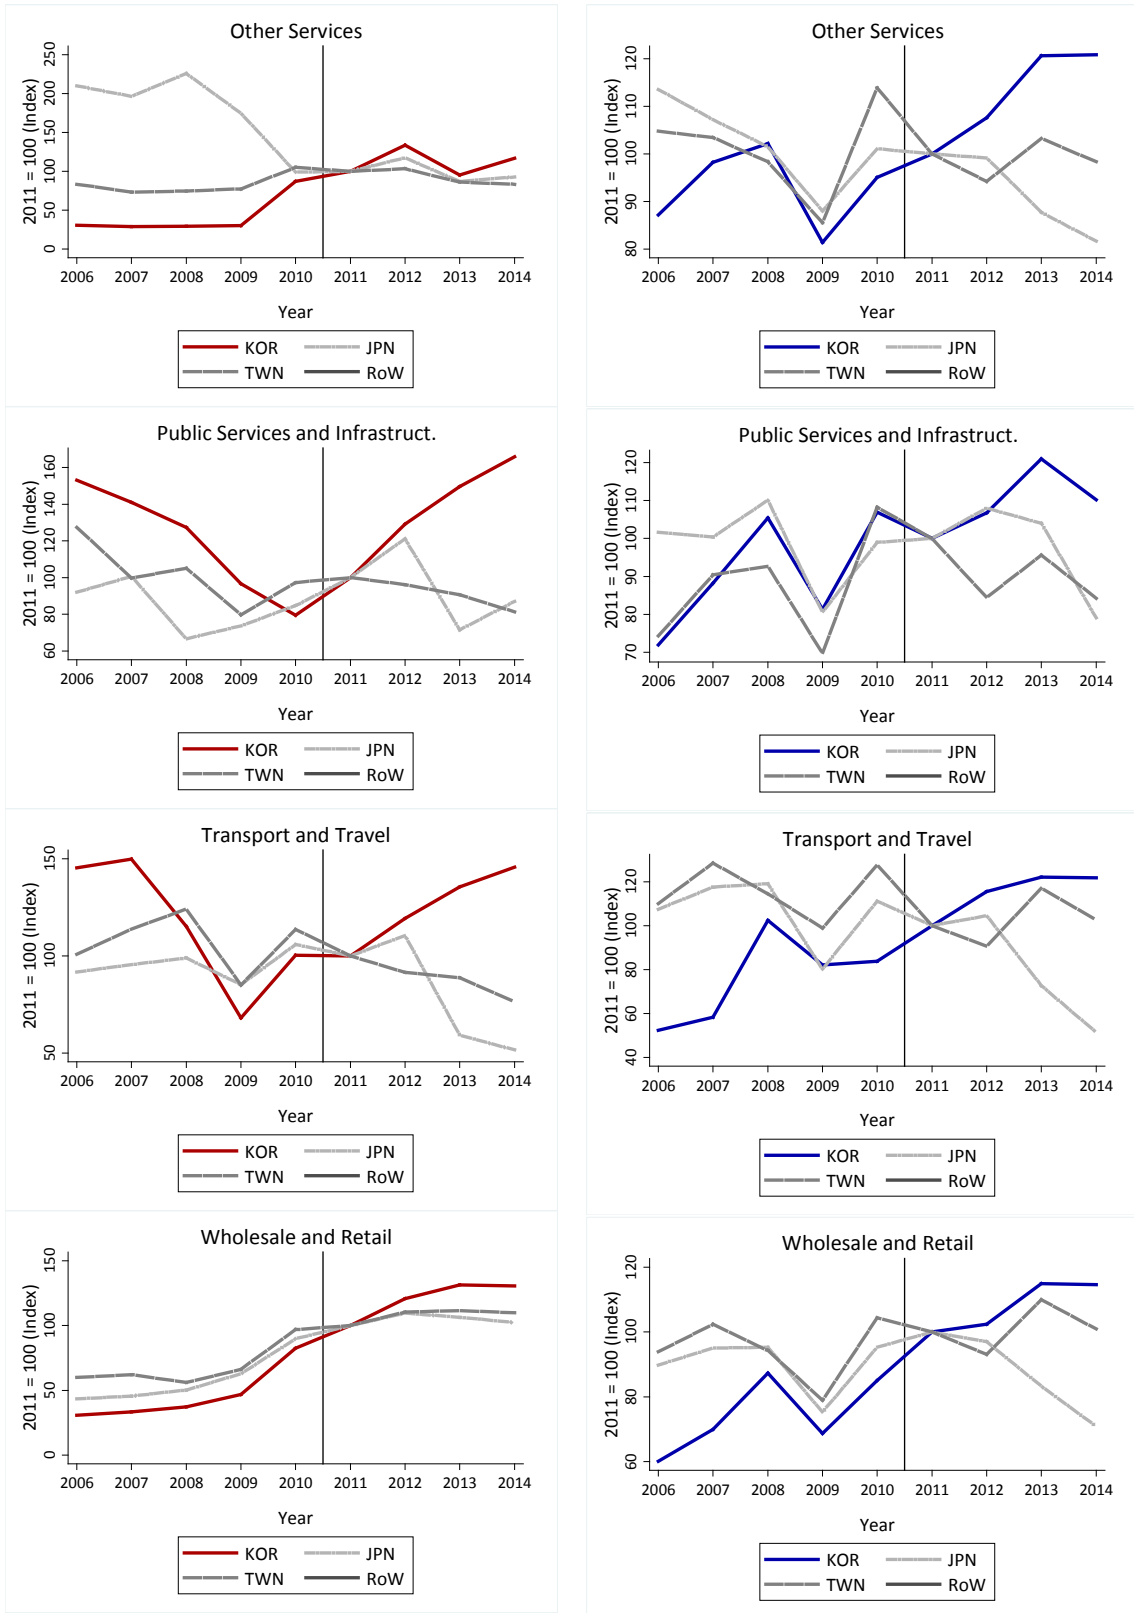 Other Services
2011 = 100 (Index)
250
200
150
100
50
0
2006 2007 2008 2009 2010 2011 2012 2013 2014
Year
KOR JPN
TWN RoW
Other Services
2011 = 100 (Index)
120
110
100
90
80
2006 2007 2008 2009 2010 2011 2012 2013 2014
Year
KOR JPN
TWN RoW
Public Services and Infrastruct.
2011 = 100 (Index)
160
140
120
100
80
60
2006 2007 2008 2009 2010 2011 2012 2013 2014
Year
KOR JPN
TWN RoW
Public Services and Infrastruct.
2011 = 100 (Index)
120
110
100
90
80
70
2006 2007 2008 2009 2010 2011 2012 2013 2014
Year
KOR JPN
TWN RoW
Transport and Travel
2011 = 100 (Index)
150
100
50
2006 2007 2008 2009 2010 2011 2012 2013 2014
Year
KOR JPN
TWN RoW
Transport and Travel
2011 = 100 (Index)
120
100
80
60
40
2006 2007 2008 2009 2010 2011 2012 2013 2014
Year
KOR JPN
TWN RoW
Wholesale and Retail
2011 = 100 (Index)
150
100
50
0
2006 2007 2008 2009 2010 2011 2012 2013 2014
Year
KOR JPN
TWN RoW
Wholesale and Retail
2011 = 100 (Index)
120
100
80
60
2006 2007 2008 2009 2010 2011 2012 2013 2014
Year
KOR JPN
TWN RoW